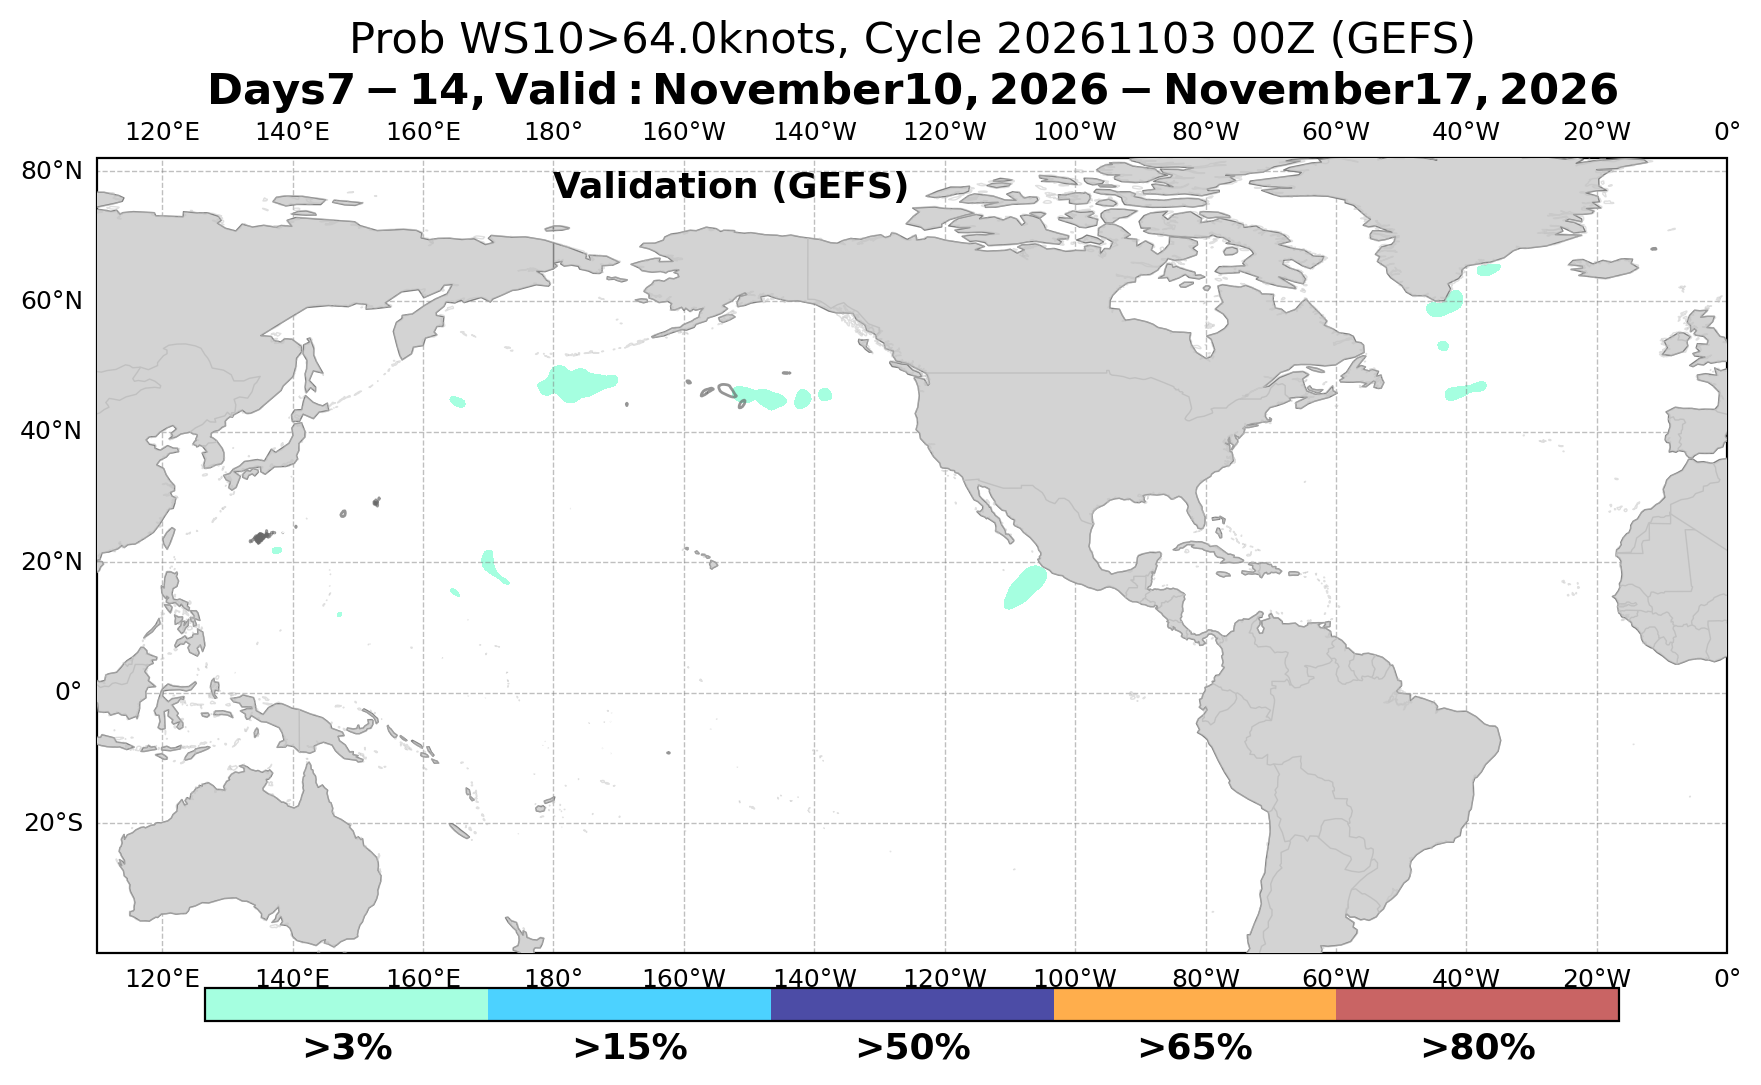 Prob WS10>64.0knots, Cycle 20261103 00Z (GEFS)
Days7 − 14, Valid : November10, 2026 − November17, 2026
120°E 140°E 160°E 180° 160°W 140°W 120°W 100°W 80°W 60°W 40°W 20°W 0°
80°N
Validation (GEFS)
60°N
40°N
20°N
0°
20°S
120°E 140°E 160°E 180° 160°W 140°W 120°W 100°W 80°W 60°W 40°W 20°W 0°
>3% >15% >50% >65% >80%